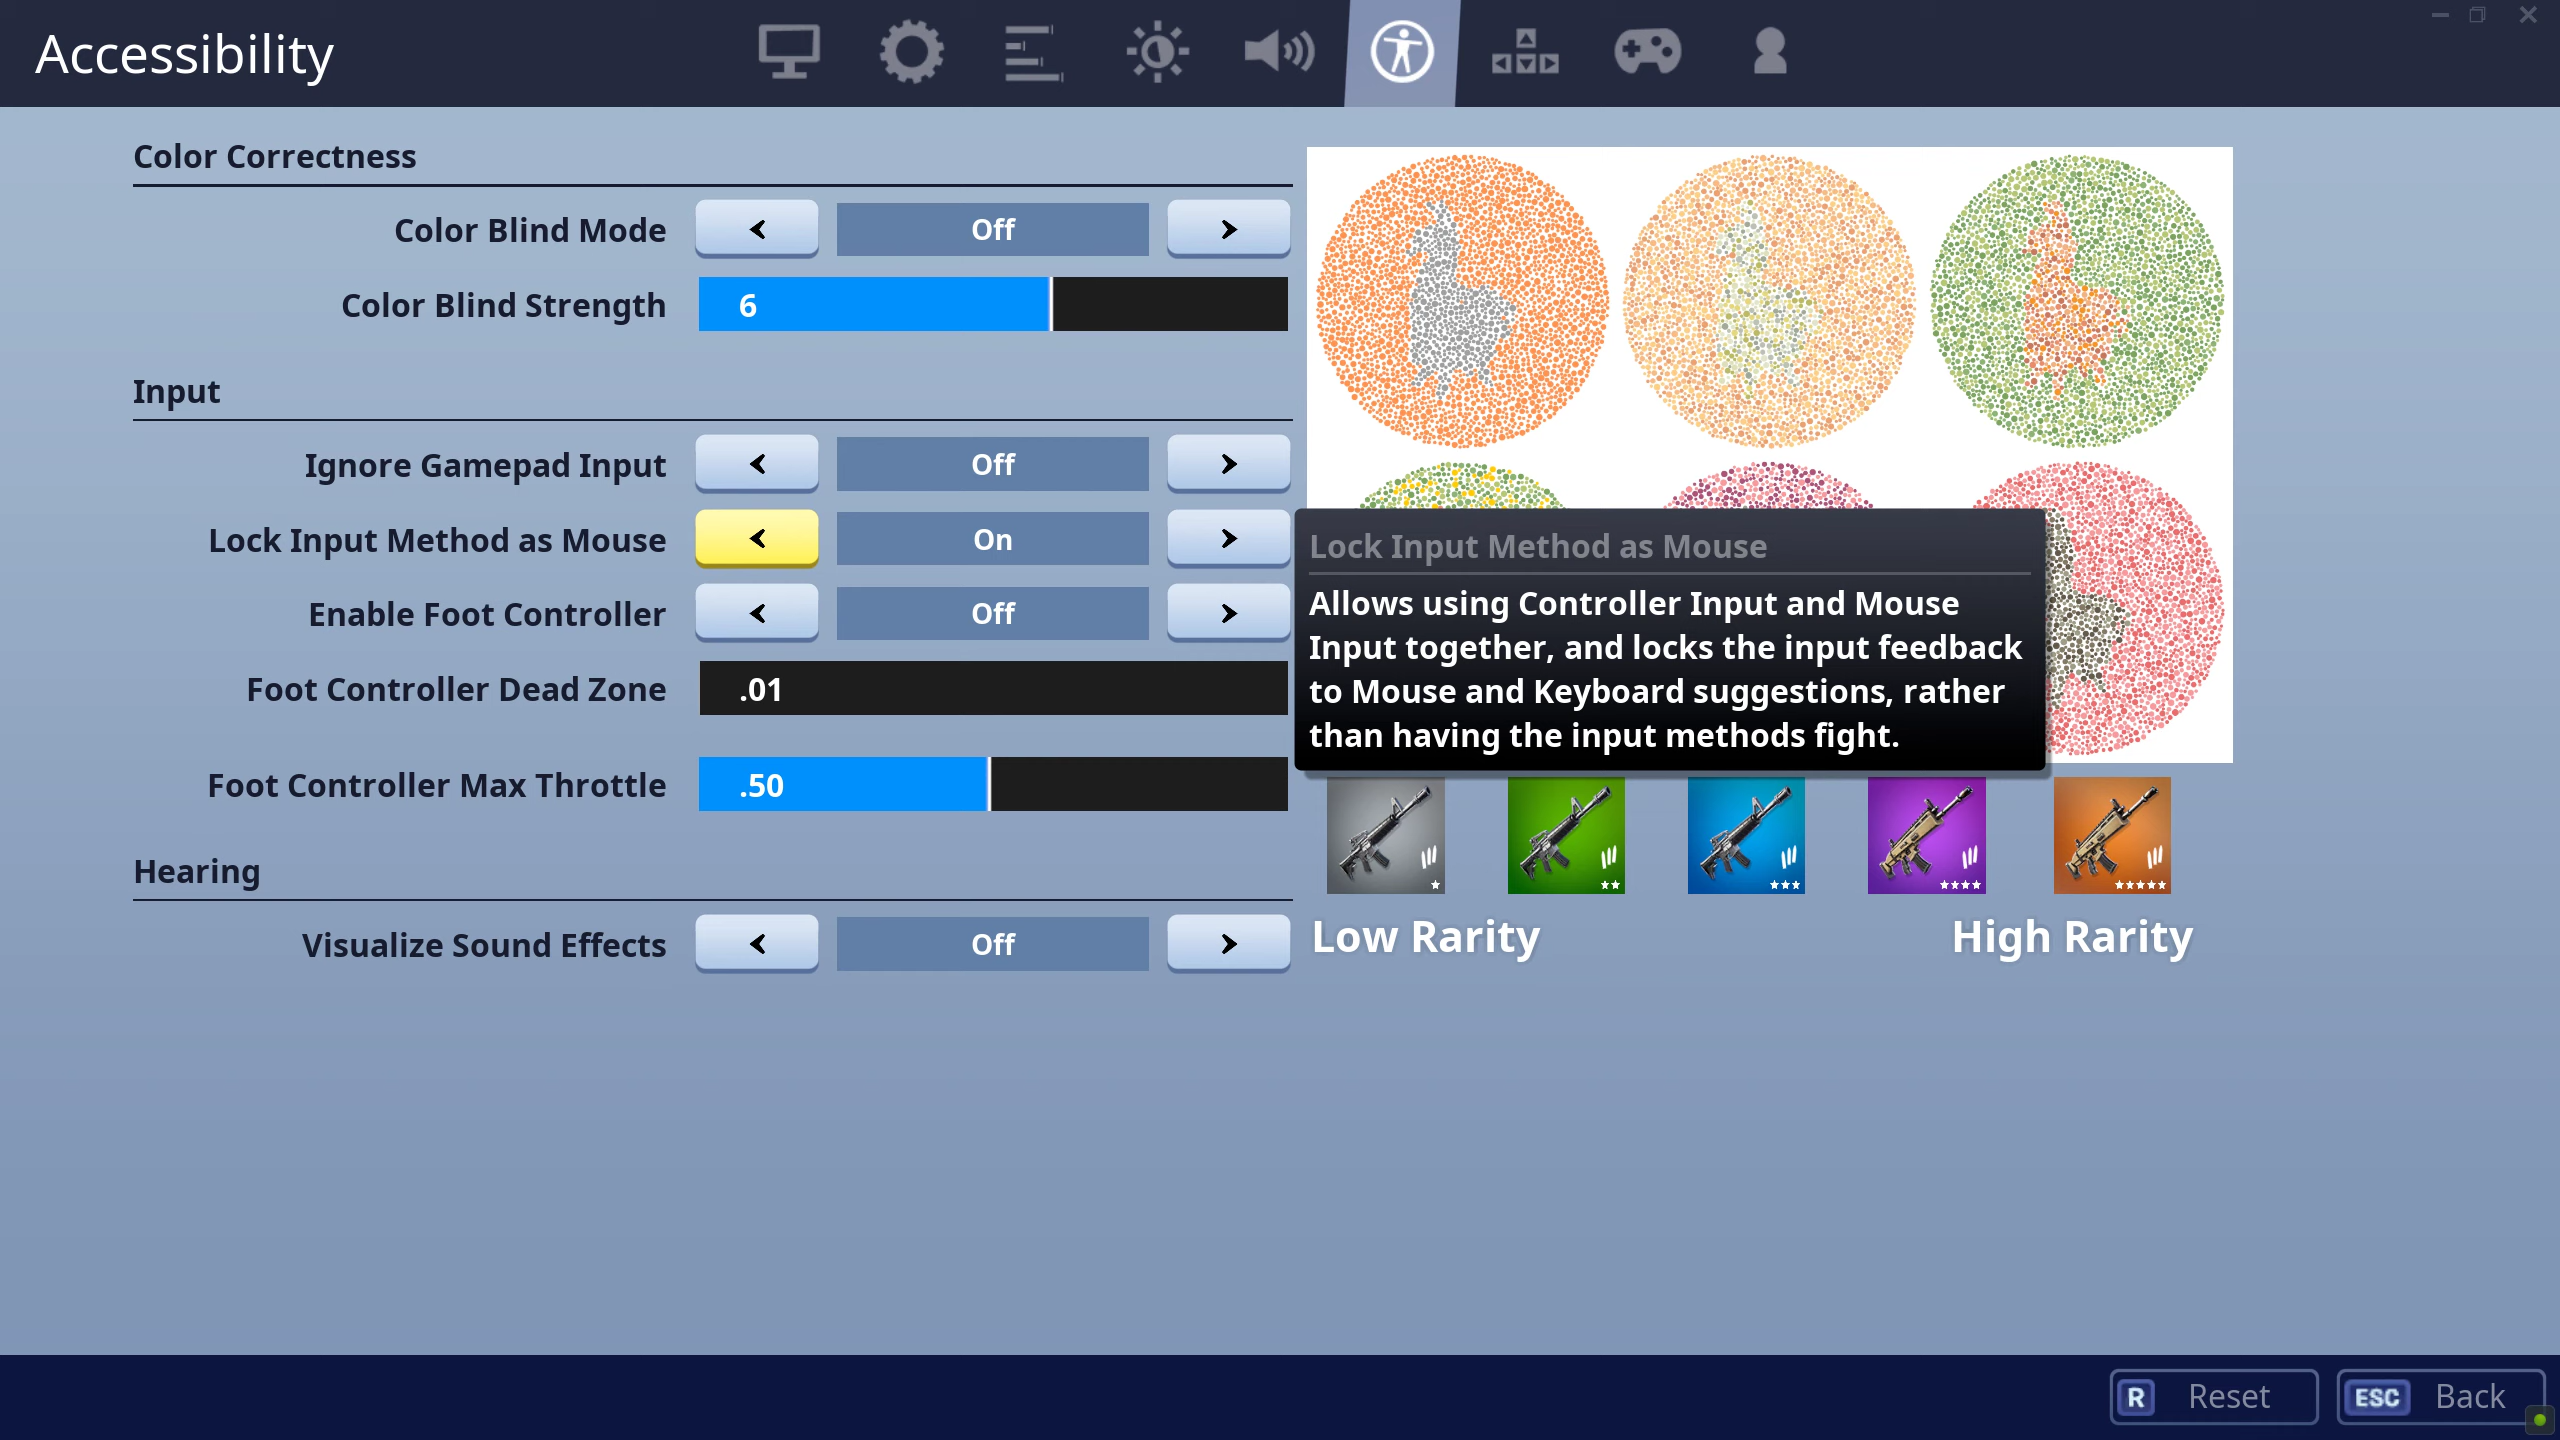 Accessibility
Color Correctness
Color Blind Mode
Off
Color Blind Strength
6
Input
Ignore Gamepad Input
Off
Lock Input Method as Mouse
On
Enable Foot Controller
Off
Foot Controller Dead Zone
.01
Foot Controller Max Throttle
.50
Hearing
Visualize Sound Effects
Off
Lock Input Method as Mouse
Allows using Controller Input and Mouse
Input together, and locks the input feedback
to Mouse and Keyboard suggestions, rather
than having the input methods fight.
Low Rarity
High Rarity
R Reset
ESC Back